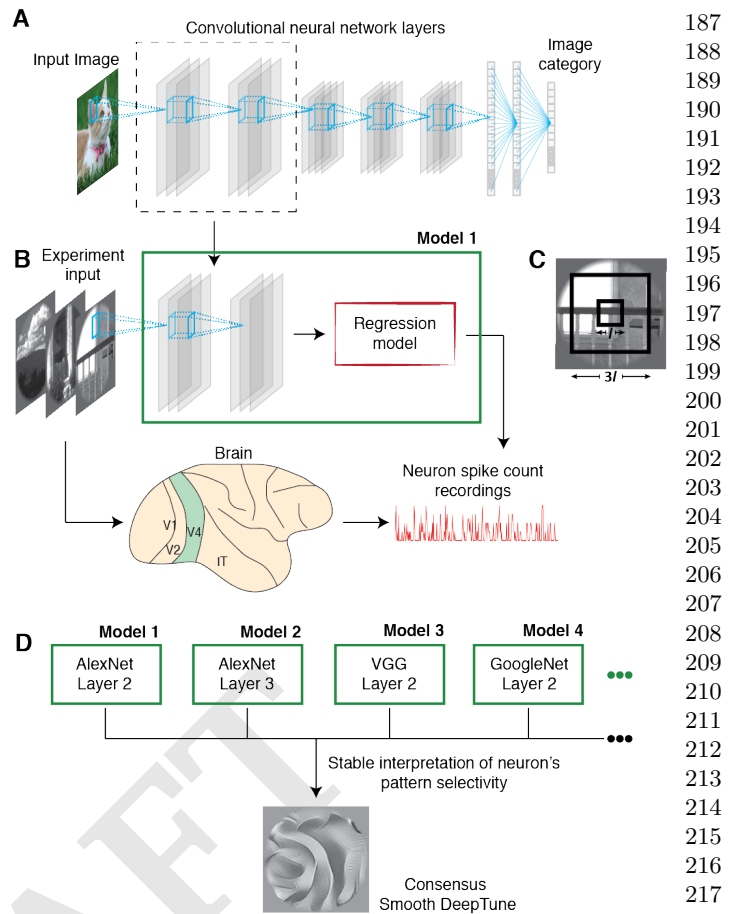 A
Convolutional neural network layers
Input Image
Image
category
B
Experiment
input
Model 1
Regression
model
C
l
3l
Brain
V1
V2
V4
IT
Neuron spike count
recordings
D
Model 1
Model 2
Model 3
Model 4
AlexNet
Layer 2
AlexNet
Layer 3
VGG
Layer 2
GoogleNet
Layer 2
Stable interpretation of neuron's
pattern selectivity
Consensus
Smooth DeepTune
187
188
189
190
191
192
193
194
195
196
197
198
199
200
201
202
203
204
205
206
207
208
209
210
211
212
213
214
215
216
217
AFT